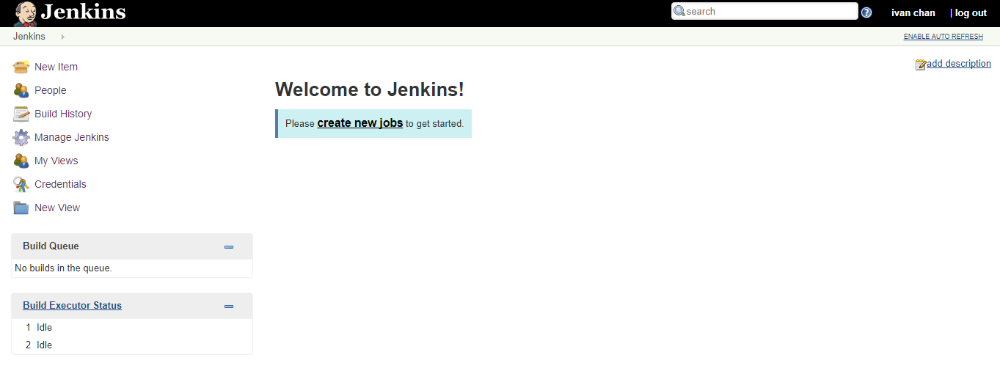 Jenkins
search
ivan chan
| log out
Jenkins
ENABLE AUTO REFRESH
New Item
People
Build History
Manage Jenkins
My Views
Credentials
New View
add description
Welcome to Jenkins!
Please create new jobs to get started.
Build Queue
No builds in the queue.
Build Executor Status
1 Idle
2 Idle